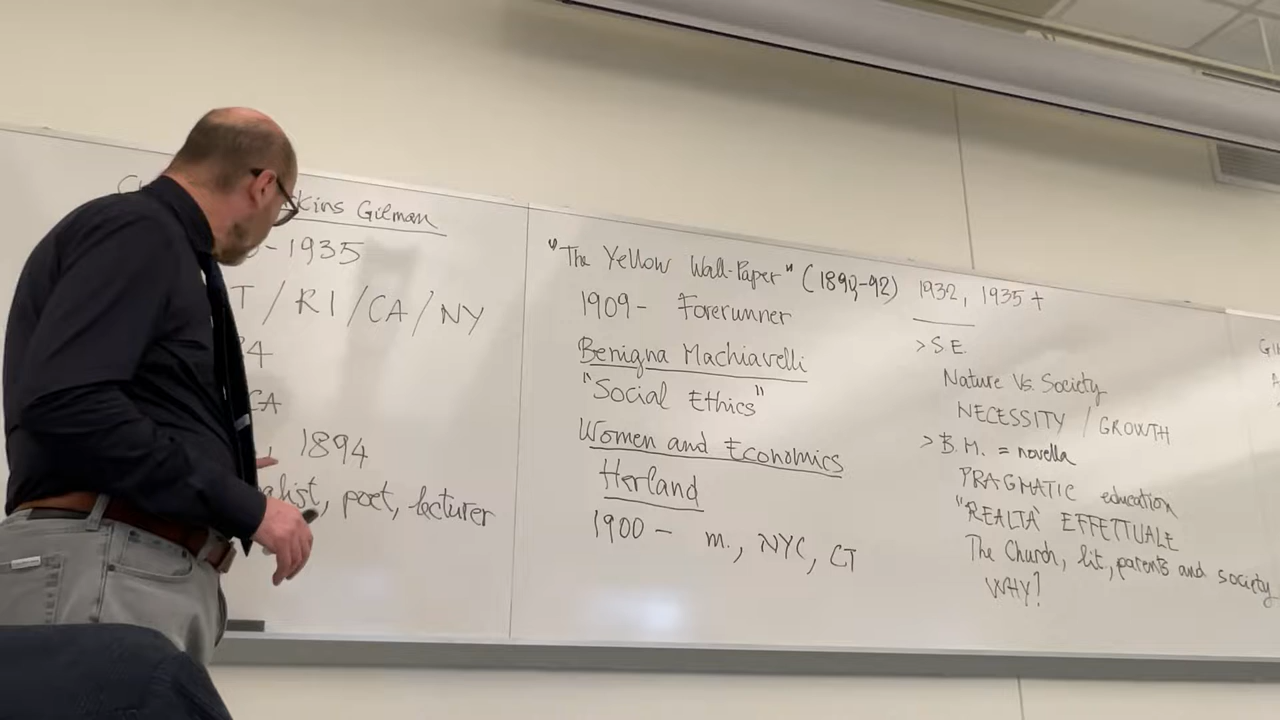 kins Gilman
-1935
T / RI / CA / NY
4
CA
, 1894
alist, poet, lecturer
"The Yellow Wall-Paper" (1890-92)
1909- Forerunner
Benigna Machiavelli
"Social Ethics"
Women and Economics
Herland
1900 - m., NYC, CT
1932, 1935 +
> S.E.
Nature Vs. Society
NECESSITY / GROWTH
> B.M. = novella
PRAGMATIC education
"REALTA' EFFETTUALE
The Church, lit., parents and society
WHY?